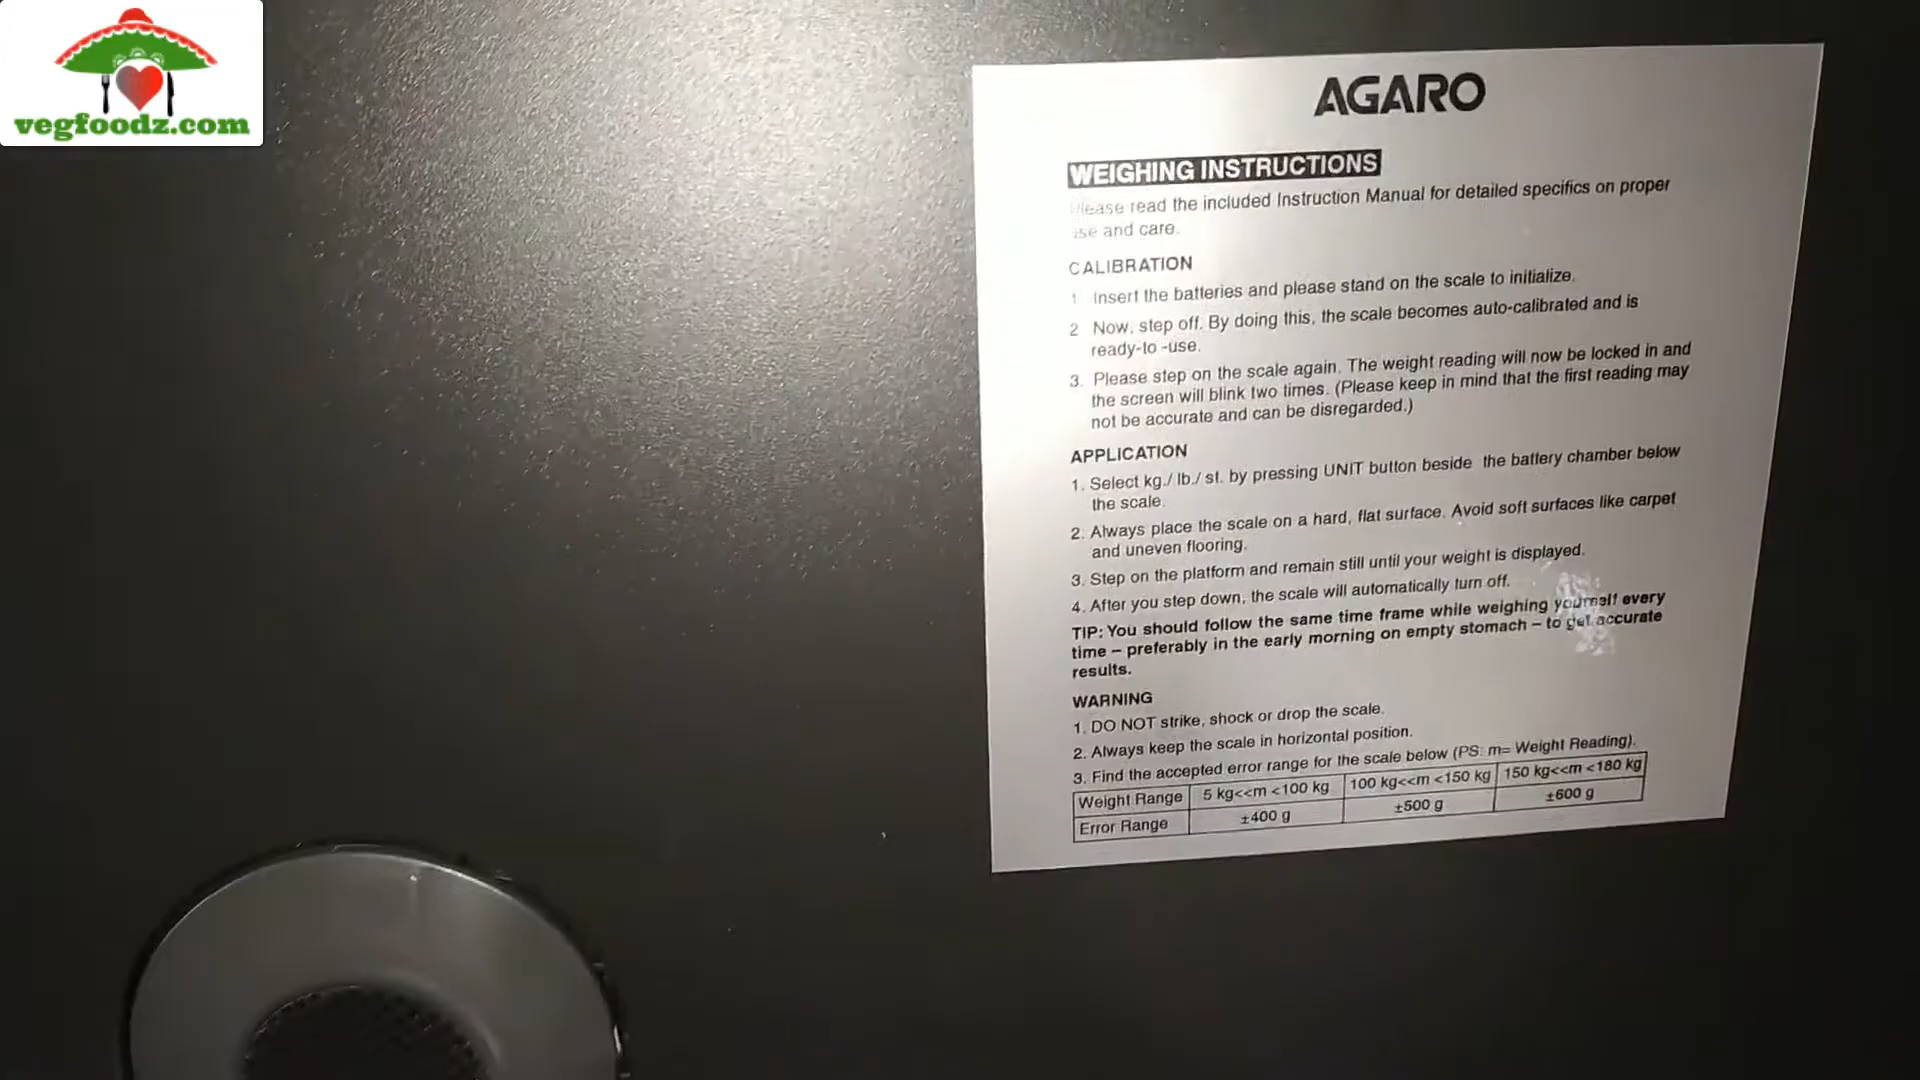 vegfoodz.com
AGARO
WEIGHING INSTRUCTIONS
Please read the included Instruction Manual for detailed specifics on proper
use and care.
CALIBRATION
1 Insert the batteries and please stand on the scale to initialize.
2 Now, step off. By doing this, the scale becomes auto-calibrated and is
ready-to -use.
3. Please step on the scale again. The weight reading will now be locked in and
the screen will blink two times. (Please keep in mind that the first reading may
not be accurate and can be disregarded.)
APPLICATION
1. Select kg./ lb./ st. by pressing UNIT button beside the battery chamber below
the scale.
2. Always place the scale on a hard, flat surface. Avoid soft surfaces like carpet
and uneven flooring.
3. Step on the platform and remain still until your weight is displayed.
4. After you step down, the scale will automatically turn off.
TIP: You should follow the same time frame while weighing yourself every
time – preferably in the early morning on empty stomach – to get accurate
results.
WARNING
1. DO NOT strike, shock or drop the scale.
2. Always keep the scale in horizontal position.
3. Find the accepted error range for the scale below (PS: m= Weight Reading).
Weight Range 5 kg<<m <100 kg 100 kg<<m <150 kg 150 kg<<m <180 kg
Error Range ±400 g ±500 g ±600 g